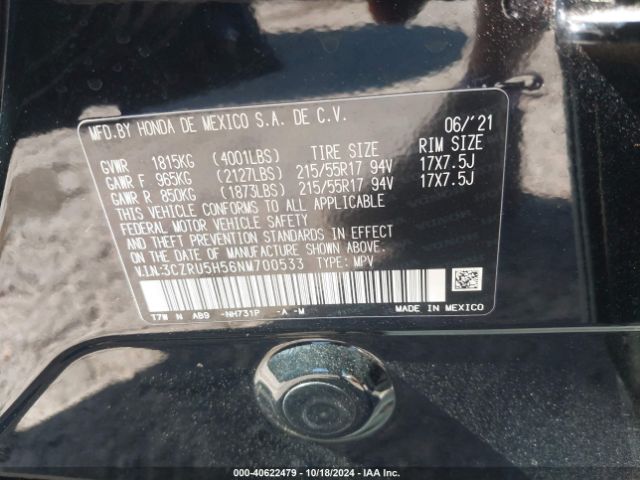 MFD.BY HONDA DE MEXICO S.A. DE C.V. 06/'21
GVWR 1815KG (4001LBS) TIRE SIZE RIM SIZE
GAWR F 965KG (2127LBS) 215/55R17 94V 17X7.5J
GAWR R 850KG (1873LBS) 215/55R17 94V 17X7.5J
THIS VEHICLE CONFORMS TO ALL APPLICABLE
FEDERAL MOTOR VEHICLE SAFETY
AND THEFT PREVENTION STANDARDS IN EFFECT
ON THE DATE OF MANUFACTURE SHOWN ABOVE.
V.I.N:3CZRU5H56NM700533 TYPE: MPV
T7W N AB9 -NH731P -A -M MADE IN MEXICO
000-40622479 - 10/18/2024 - IAA Inc.